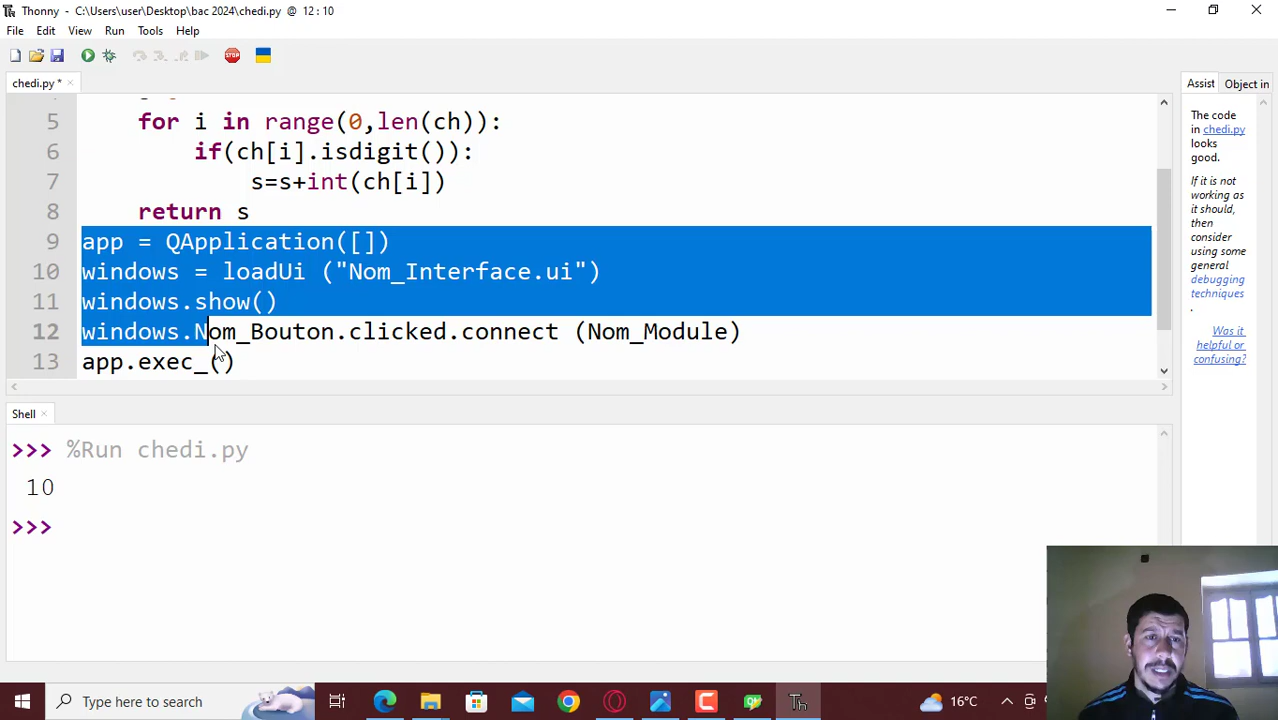 Thonny - C:\Users\user\Desktop\bac 2024\chedi.py @ 12 : 10
File Edit View Run Tools Help
chedi.py *
5 for i in range(0,len(ch)):
6 if(ch[i].isdigit()):
7 s=s+int(ch[i])
8 return s
9 app = QApplication([])
10 windows = loadUi ("Nom_Interface.ui")
11 windows.show()
12 windows.Nom_Bouton.clicked.connect (Nom_Module)
13 app.exec_()
Shell
>>> %Run chedi.py
10
>>>
Assist Object in
The code
in chedi.py
looks
good.
If it is not
working as
it should,
then
consider
using some
general
debugging
techniques
.
Was it
helpful or
confusing?
Type here to search
16°C